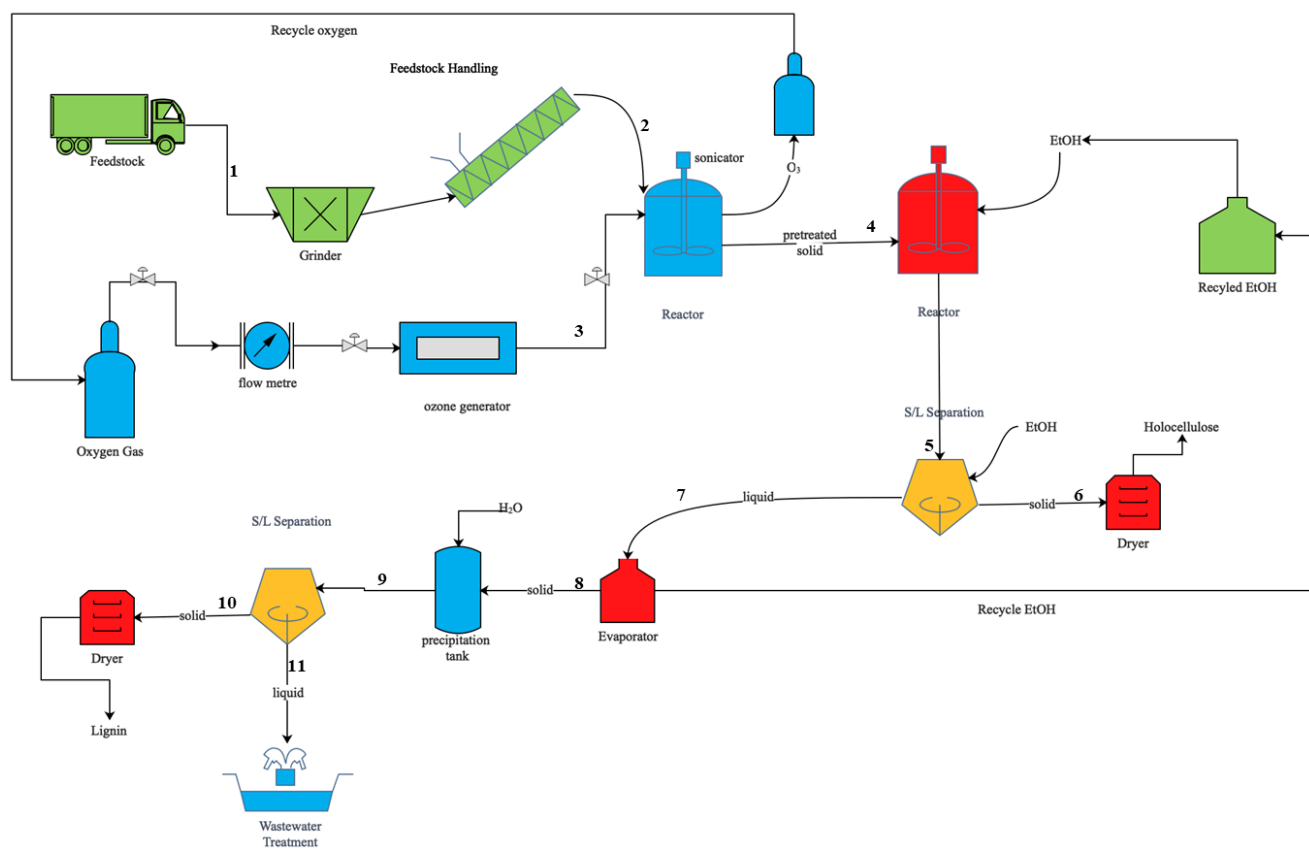 Recycle oxygen
Feedstock Handling
Feedstock
1
2
sonicator
O3
EtOH
Grinder
pretreated
solid
4
Recyled EtOH
Reactor
Reactor
3
flow metre
ozone generator
Oxygen Gas
S/L Separation
EtOH
Holocellulose
5
7
liquid
solid
6
Dryer
S/L Separation
H2O
9
solid
8
Recycle EtOH
10
solid
Evaporator
precipitation
tank
Dryer
11
liquid
Lignin
Wastewater
Treatment